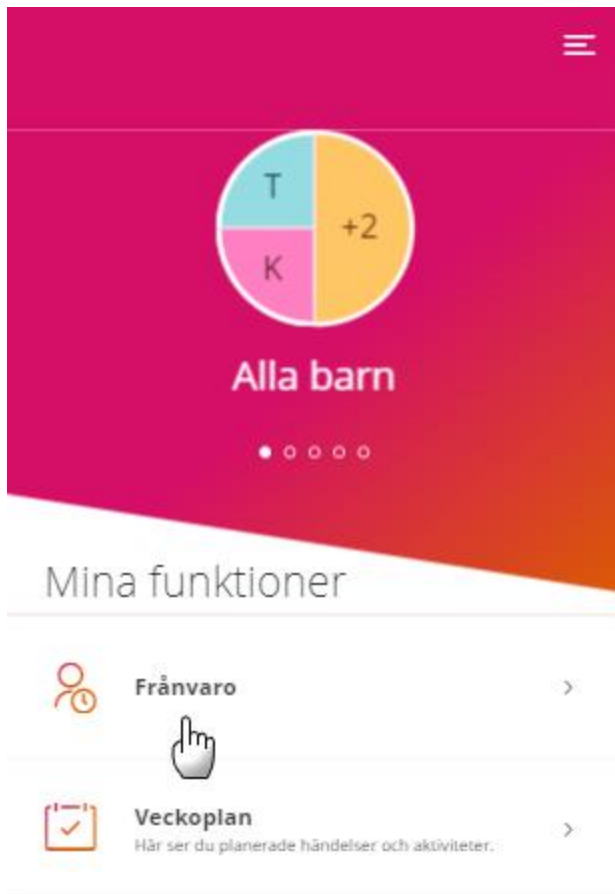 T
+2
K
Alla barn
Mina funktioner
Frånvaro
Veckoplan
Här ser du planerade händelser och aktiviteter.